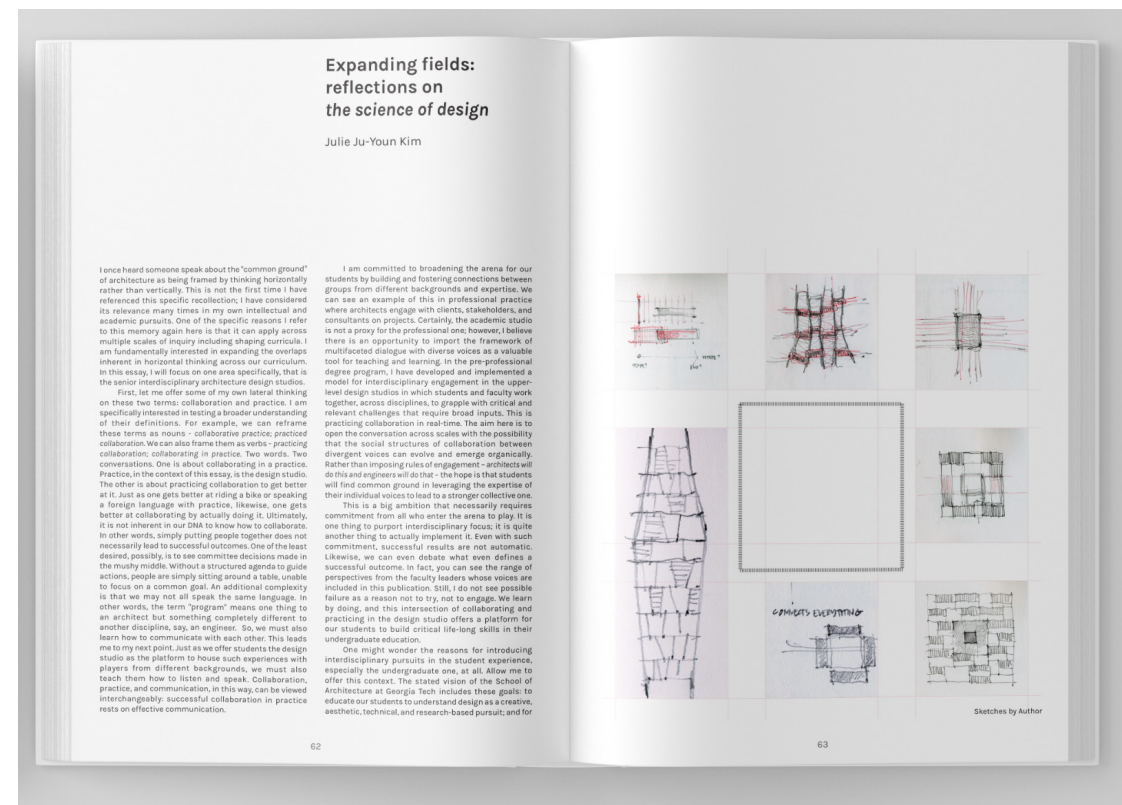 Expanding fields:
reflections on
the science of design
Julie Ju-Youn Kim
I once heard someone speak about the "common ground"
of architecture as being framed by thinking horizontally
rather than vertically. This is not the first time I have
referenced this specific recollection; I have considered
its relevance many times in my own intellectual and
academic pursuits. One of the specific reasons I refer
to this memory again here is that it can apply across
multiple scales of inquiry including shaping curricula. I
am fundamentally interested in expanding the overlaps
inherent in horizontal thinking across our curriculum.
In this essay, I will focus on one area specifically, that is
the senior interdisciplinary architecture design studios.
First, let me offer some of my own lateral thinking
on these two terms: collaboration and practice. I am
specifically interested in testing a broader understanding
of their definitions. For example, we can reframe
these terms as nouns - collaborative practice; practiced
collaboration. We can also frame them as verbs - practicing
collaboration; collaborating in practice. Two words. Two
conversations. One is about collaborating in a practice.
Practice, in the context of this essay, is the design studio.
The other is about practicing collaboration to get better
at it. Just as one gets better at riding a bike or speaking
a foreign language with practice, likewise, one gets
better at collaborating by actually doing it. Ultimately,
it is not inherent in our DNA to know how to collaborate.
In other words, simply putting people together does not
necessarily lead to successful outcomes. One of the least
desired, possibly, is to see committee decisions made in
the mushy middle. Without a structured agenda to guide
actions, people are simply sitting around a table, unable
to focus on a common goal. An additional complexity
is that we may not all speak the same language. In
other words, the term "program" means one thing to
an architect but something completely different to
another discipline, say, an engineer. So, we must also
learn how to communicate with each other. This leads
me to my next point. Just as we offer students the design
studio as the platform to house such experiences with
players from different backgrounds, we must also
teach them how to listen and speak. Collaboration,
practice, and communication, in this way, can be viewed
interchangeably: successful collaboration in practice
rests on effective communication.
I am committed to broadening the arena for our
students by building and fostering connections between
groups from different backgrounds and expertise. We
can see an example of this in professional practice
where architects engage with clients, stakeholders, and
consultants on projects. Certainly, the academic studio
is not a proxy for the professional one; however, I believe
there is an opportunity to import the framework of
multifaceted dialogue with diverse voices as a valuable
tool for teaching and learning. In the pre-professional
degree program, I have developed and implemented a
model for interdisciplinary engagement in the upper-
level design studios in which students and faculty work
together, across disciplines, to grapple with critical and
relevant challenges that require broad inputs. This is
practicing collaboration in real-time. The aim here is to
open the conversation across scales with the possibility
that the social structures of collaboration between
divergent voices can evolve and emerge organically.
Rather than imposing rules of engagement – architects will
do this and engineers will do that – the hope is that students
will find common ground in leveraging the expertise of
their individual voices to lead to a stronger collective one.
This is a big ambition that necessarily requires
commitment from all who enter the arena to play. It is
one thing to purport interdisciplinary focus; it is quite
another thing to actually implement it. Even with such
commitment, successful results are not automatic.
Likewise, we can even debate what even defines a
successful outcome. In fact, you can see the range of
perspectives from the faculty leaders whose voices are
included in this publication. Still, I do not see possible
failure as a reason not to try, not to engage. We learn
by doing, and this intersection of collaborating and
practicing in the design studio offers a platform for
our students to build critical life-long skills in their
undergraduate education.
One might wonder the reasons for introducing
interdisciplinary pursuits in the student experience,
especially the undergraduate one, at all. Allow me to
offer this context. The stated vision of the School of
Architecture at Georgia Tech includes these goals: to
educate our students to understand design as a creative,
aesthetic, technical, and research-based pursuit; and for
62
CONNECTS EVERYTHING
Sketches by Author
63